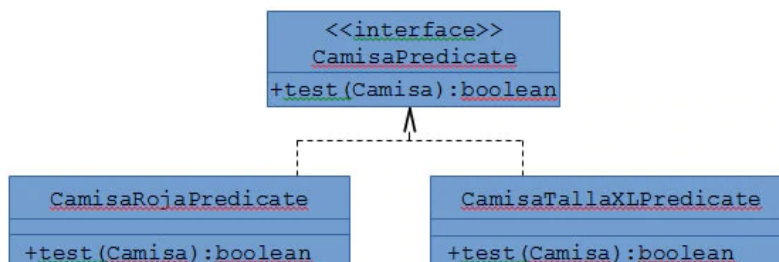 <<interface>>
CamisaPredicate
+test(Camisa):boolean
CamisaRojaPredicate
CamisaTallaXLPredicate
+test(Camisa):boolean
+test(Camisa):boolean